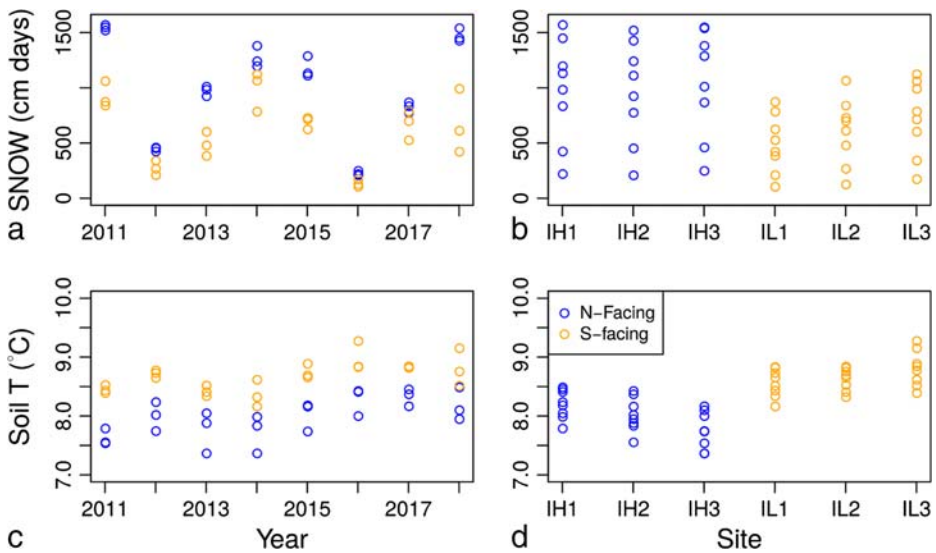 SNOW (cm days)
1500
500
0
2011 2013 2015 2017
a
1500
500
0
IH1 IH2 IH3 IL1 IL2 IL3
b
Soil T (°C)
10.0
9.0
8.0
7.0
2011 2013 2015 2017
c
Year
10.0
9.0
8.0
7.0
N-Facing
S-facing
IH1 IH2 IH3 IL1 IL2 IL3
d
Site